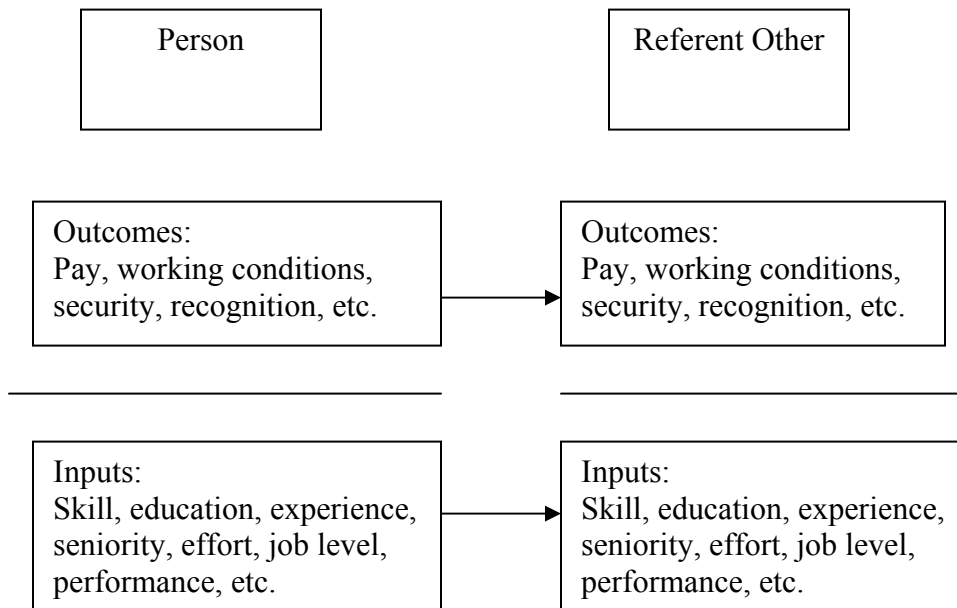 Person
Referent Other
Outcomes:
Pay, working conditions,
security, recognition, etc.
Outcomes:
Pay, working conditions,
security, recognition, etc.
Inputs:
Skill, education, experience,
seniority, effort, job level,
performance, etc.
Inputs:
Skill, education, experience,
seniority, effort, job level,
performance, etc.